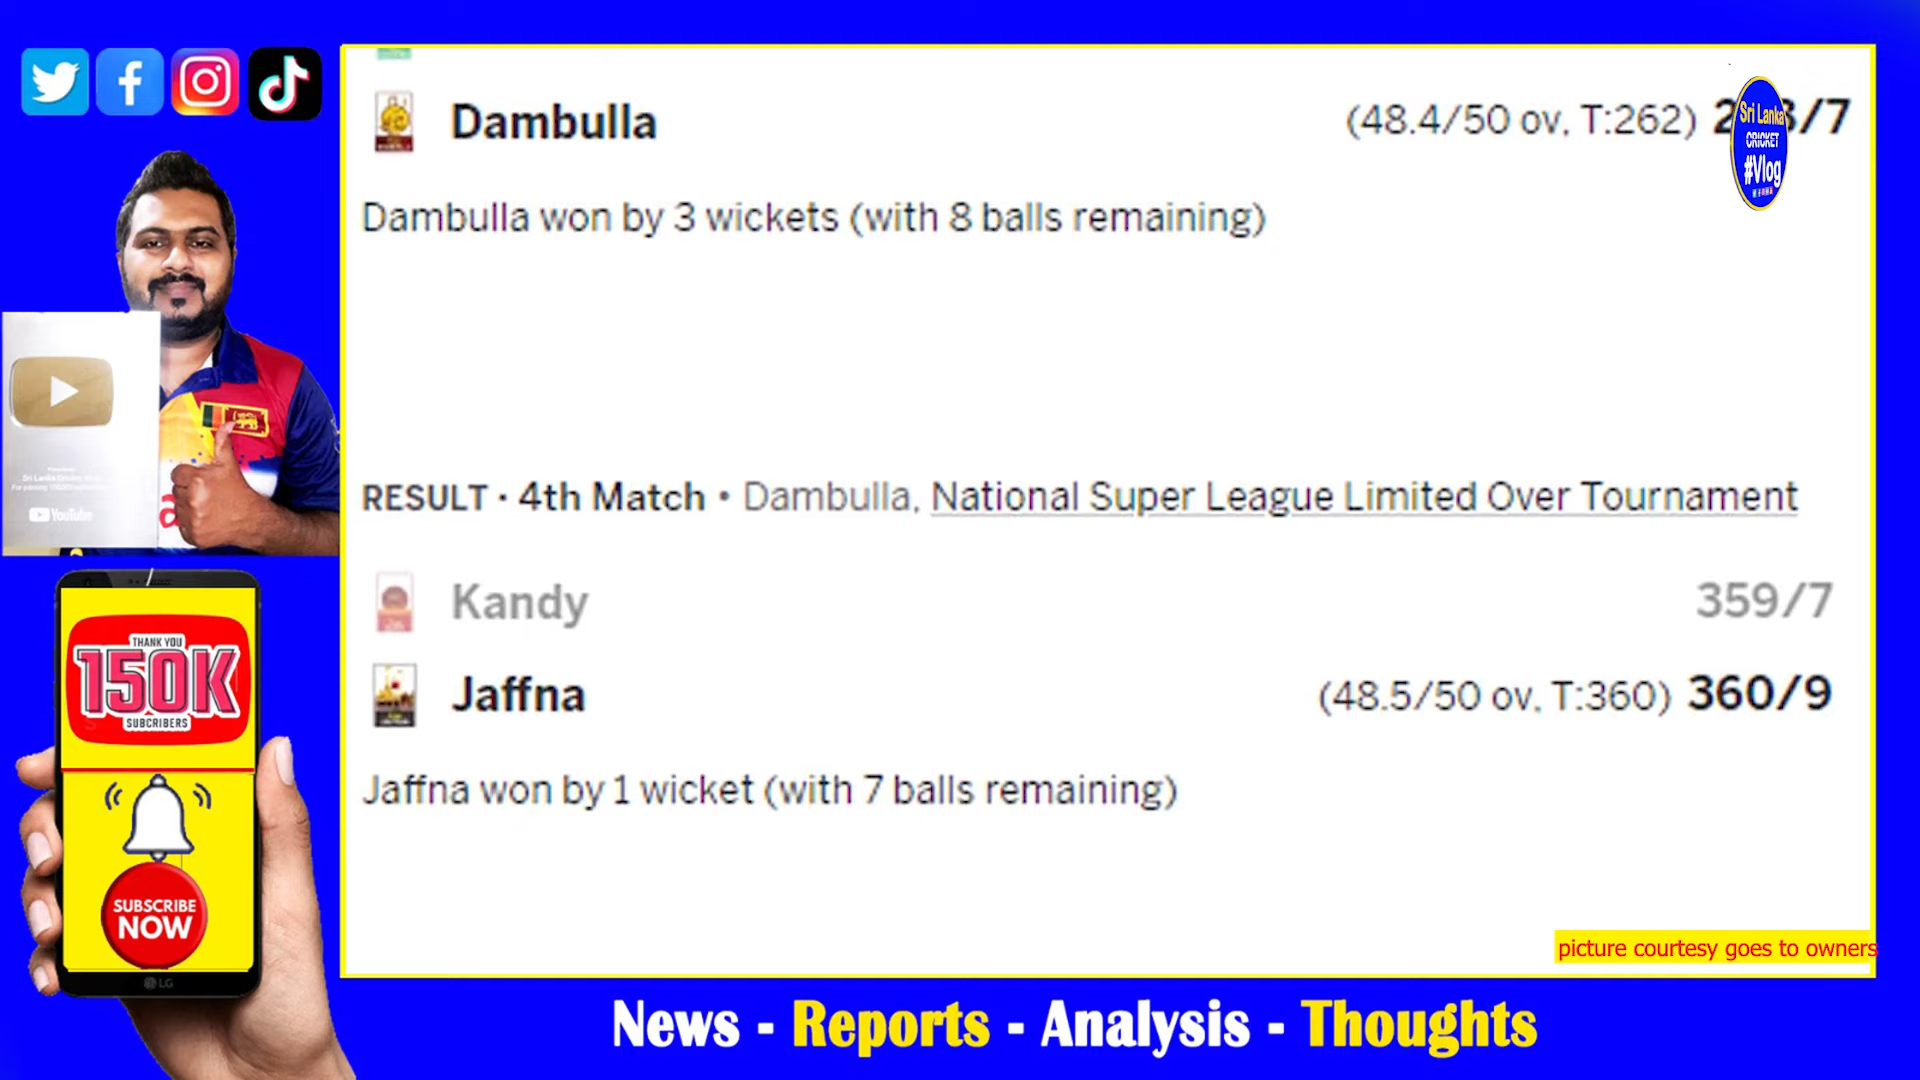 Dambulla
(48.4/50 ov, T:262)
/7
Sri Lanka
CRICKET
#Vlog
Dambulla won by 3 wickets (with 8 balls remaining)
RESULT · 4th Match • Dambulla, National Super League Limited Over Tournament
Kandy
359/7
Jaffna
(48.5/50 ov, T:360) 360/9
Jaffna won by 1 wicket (with 7 balls remaining)
YouTube
THANK YOU
150K
SUBCRIBERS
SUBSCRIBE
NOW
LG
picture courtesy goes to owners
News - Reports - Analysis - Thoughts